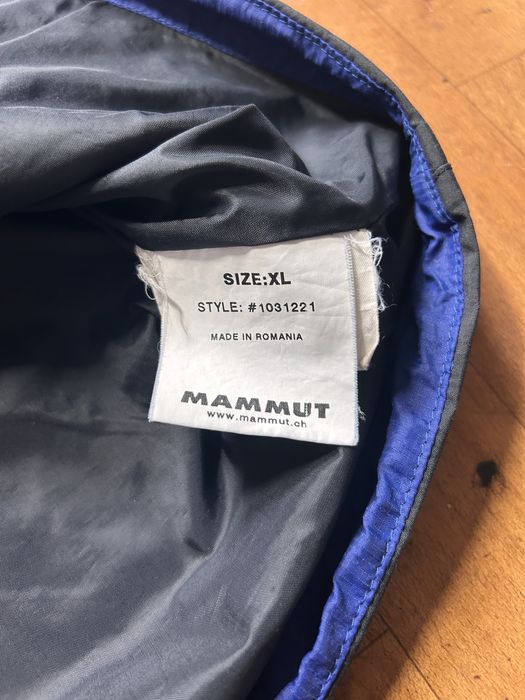 SIZE:XL
STYLE: #1031221
MADE IN ROMANIA
MAMMUT
www.mammut.ch